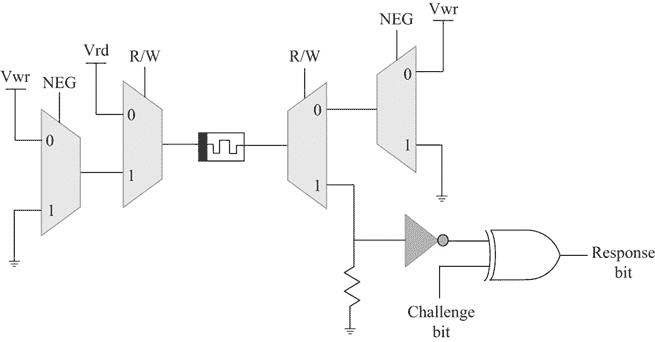 NEG
Vwr
Vrd
R/W
R/W
Vwr
NEG
0
0
0
0
1
1
1
1
Response
bit
Challenge
bit